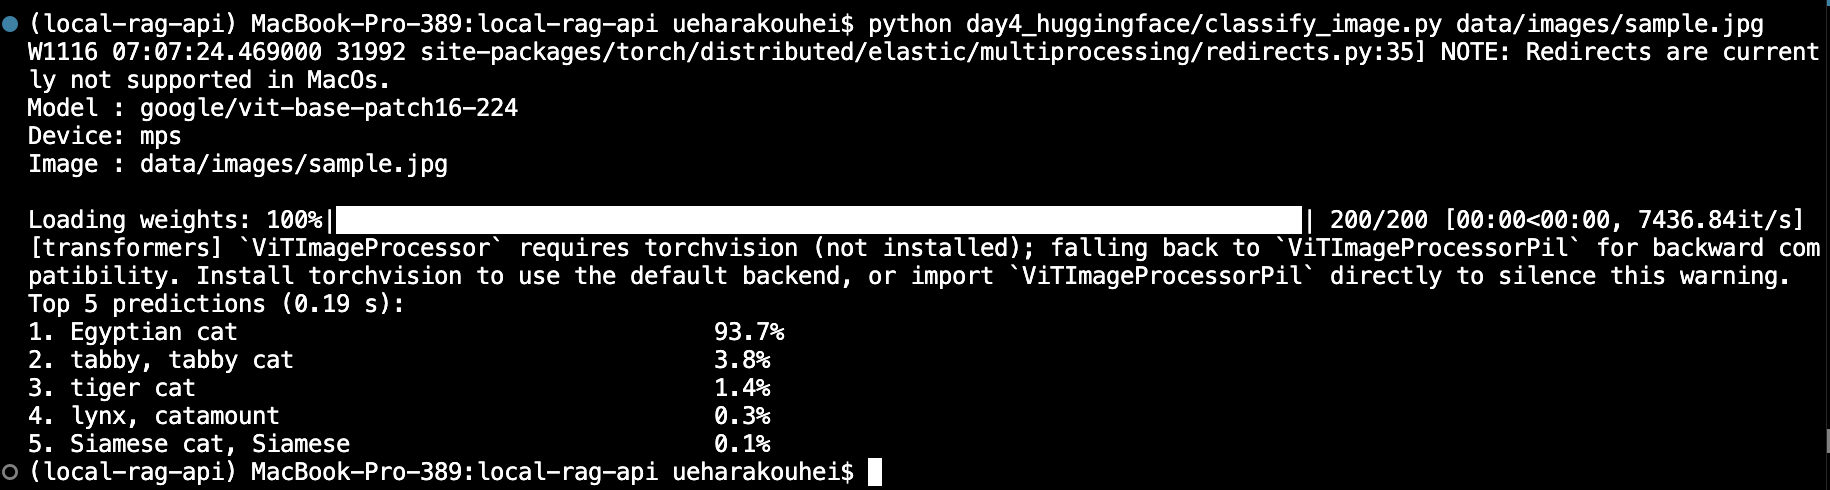 (local-rag-api) MacBook-Pro-389:local-rag-api ueharakouhei$ python day4_huggingface/classify_image.py data/images/sample.jpg
W1116 07:07:24.469000 31992 site-packages/torch/distributed/elastic/multiprocessing/redirects.py:35] NOTE: Redirects are current
ly not supported in MacOs.
Model : google/vit-base-patch16-224
Device: mps
Image : data/images/sample.jpg
Loading weights: 100%|| 200/200 [00:00<00:00, 7436.84it/s]
[transformers] `ViTImageProcessor` requires torchvision (not installed); falling back to `ViTImageProcessorPil` for backward com
patibility. Install torchvision to use the default backend, or import `ViTImageProcessorPil` directly to silence this warning.
Top 5 predictions (0.19 s):
1. Egyptian cat 93.7%
2. tabby, tabby cat 3.8%
3. tiger cat 1.4%
4. lynx, catamount 0.3%
5. Siamese cat, Siamese 0.1%
(local-rag-api) MacBook-Pro-389:local-rag-api ueharakouhei$